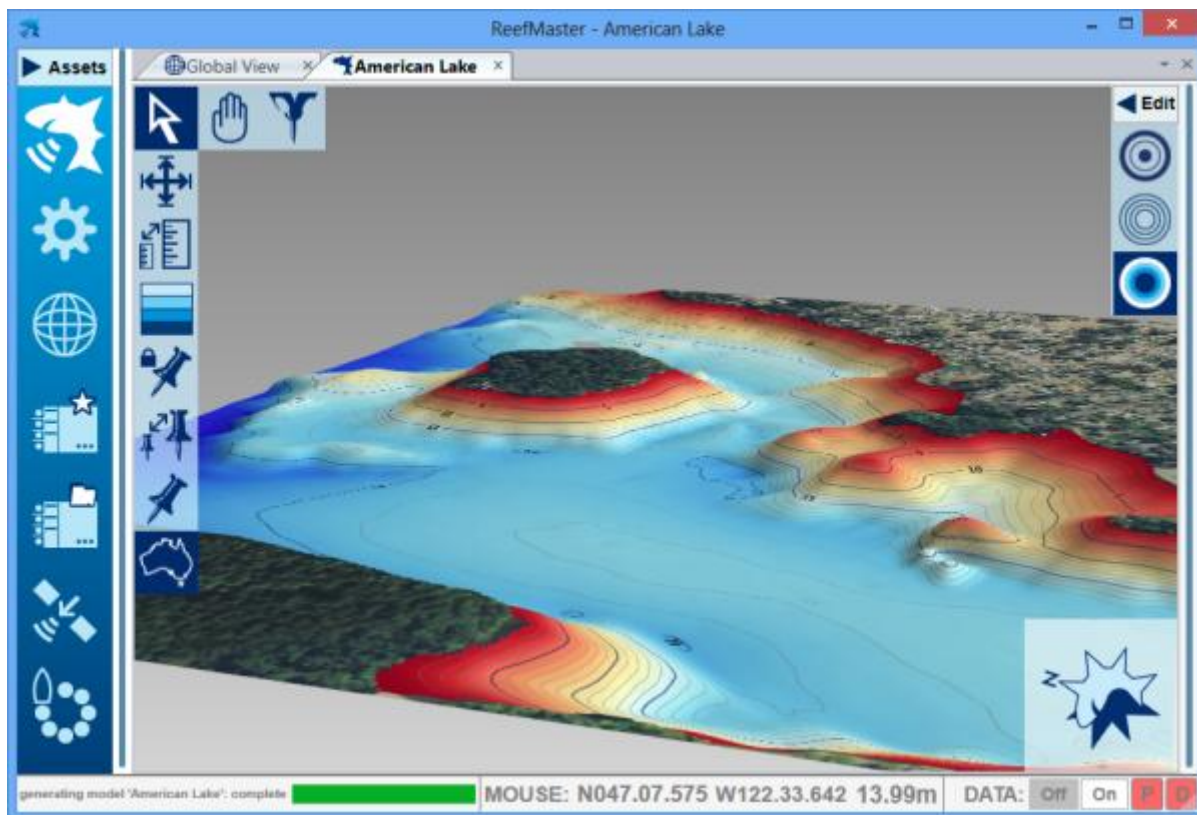 ReefMaster - American Lake
Assets
Global View
American Lake
Edit
10
N
generating model 'American Lake': complete
MOUSE: N047.07.575 W122.33.642 13.99m
DATA: Off On P D